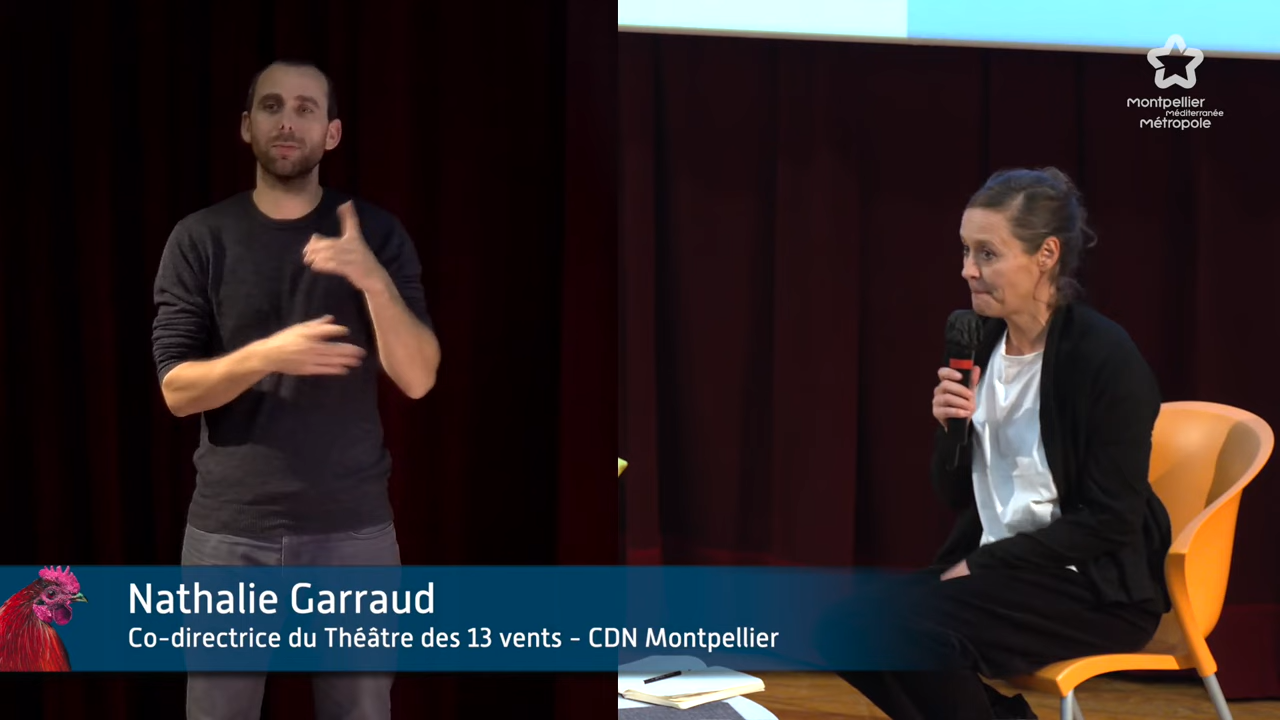 montpellier
méditerranée
métropole
Nathalie Garraud
Co-directrice du Théâtre des 13 vents - CDN Montpellier